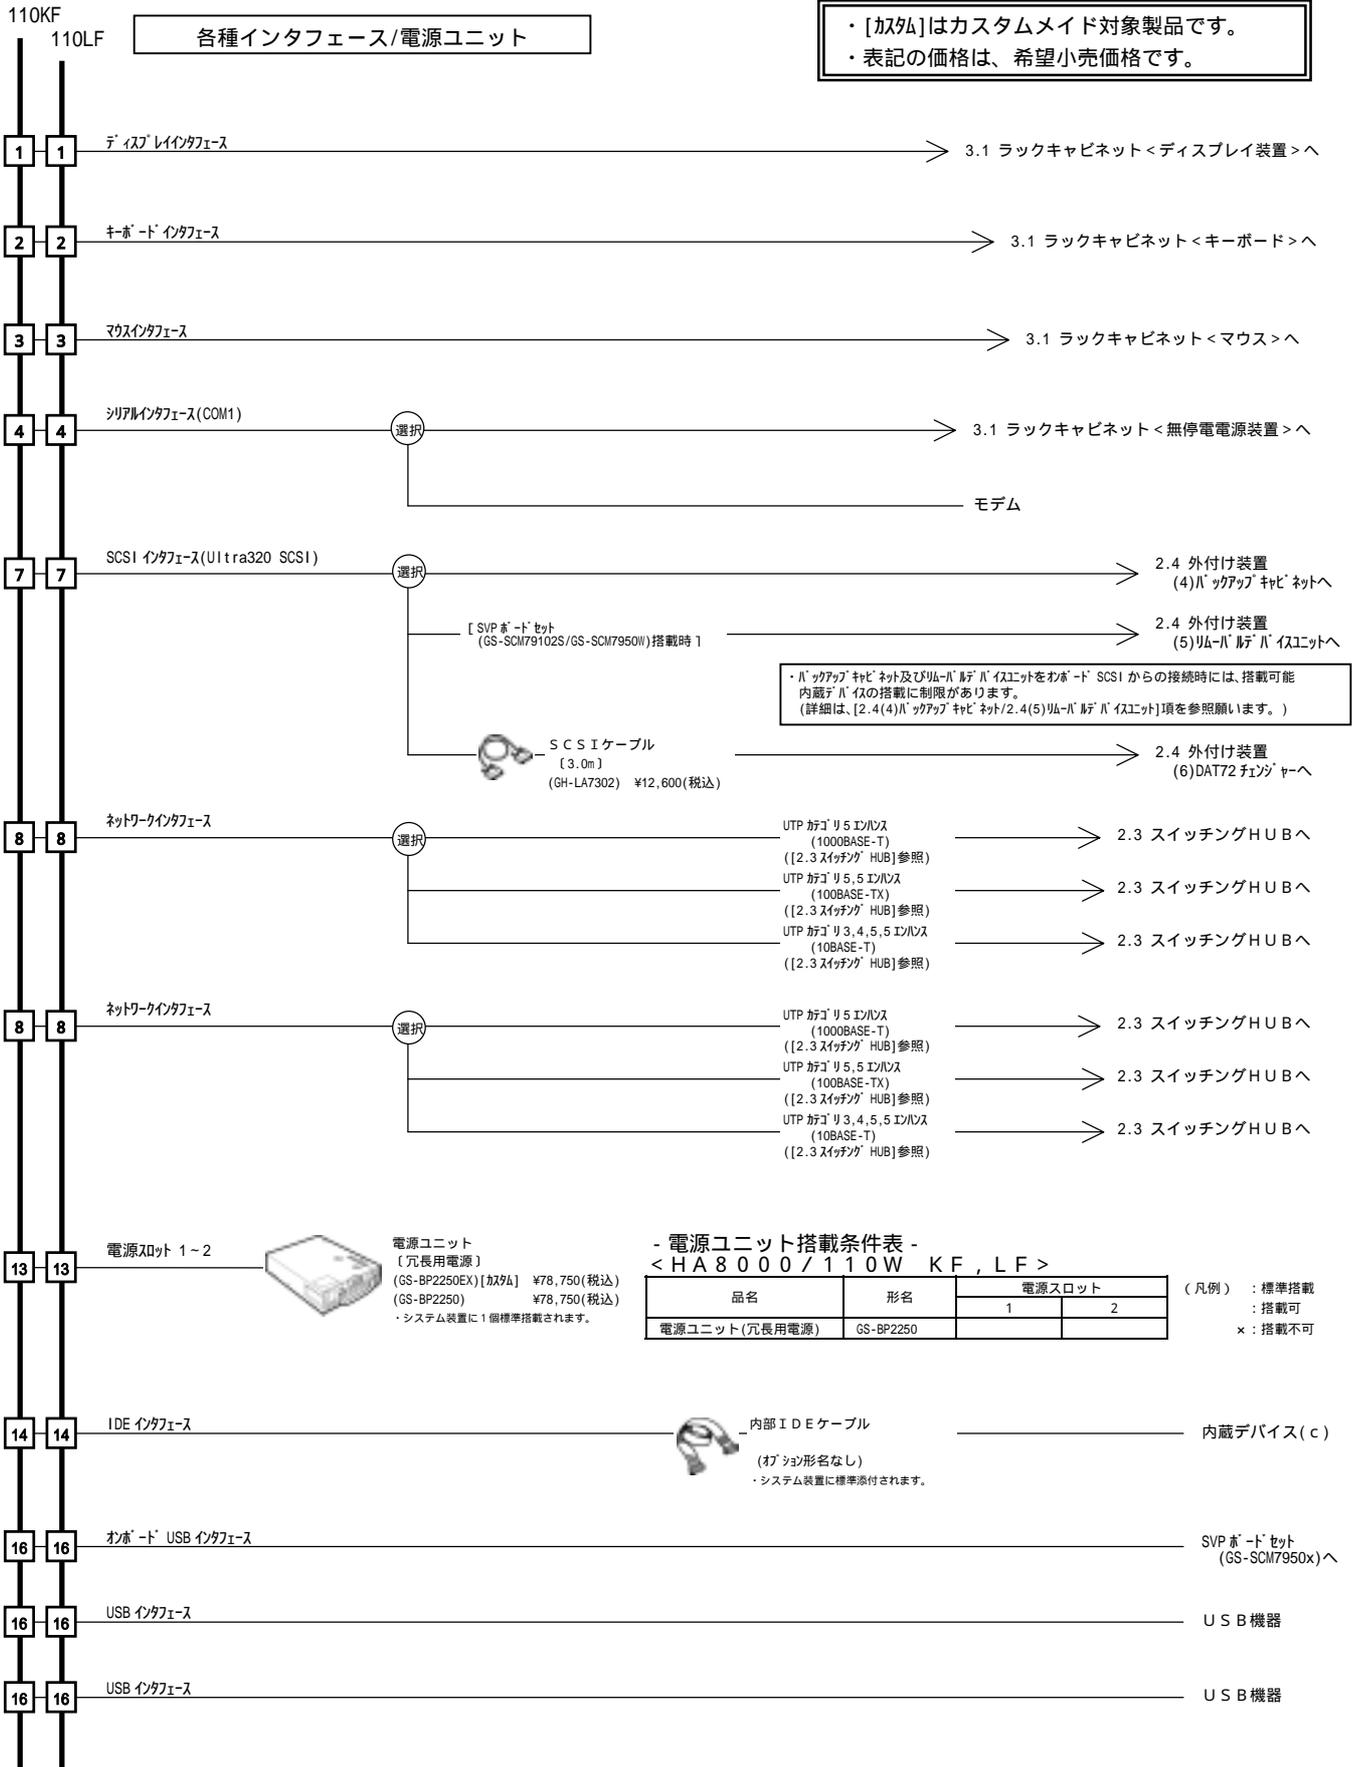 110KF
110LF
各種インタフェース/電源ユニット
・[ｶｽﾀﾑ]はカスタムメイド対象製品です。
・表記の価格は、希望小売価格です。
1 1 ﾃﾞｨｽﾌﾟﾚｲｲﾝﾀﾌｪｰｽ
3.1 ラックキャビネット<ディスプレイ装置>へ
2 2 ｷｰﾎﾞｰﾄﾞｲﾝﾀﾌｪｰｽ
3.1 ラックキャビネット<キーボード>へ
3 3 ﾏｳｽｲﾝﾀﾌｪｰｽ
3.1 ラックキャビネット<マウス>へ
4 4 ｼﾘｱﾙｲﾝﾀﾌｪｰｽ(COM1)
選択
3.1 ラックキャビネット<無停電電源装置>へ
モデム
7 7 SCSI ｲﾝﾀﾌｪｰｽ(Ultra320 SCSI)
選択
2.4 外付け装置
(4)ﾊﾞｯｸｱｯﾌﾟｷｬﾋﾞﾈｯﾄへ
[ SVP ﾎﾞｰﾄﾞｾｯﾄ
(GS-SCM79102S/GS-SCM7950W)搭載時 ]
2.4 外付け装置
(5)ﾘﾑｰﾊﾞﾙﾃﾞﾊﾞｲｽﾕﾆｯﾄへ
・ﾊﾞｯｸｱｯﾌﾟｷｬﾋﾞﾈｯﾄ及びﾘﾑｰﾊﾞﾙﾃﾞﾊﾞｲｽﾕﾆｯﾄをｵﾝﾎﾞｰﾄﾞ SCSI からの接続時には、搭載可能
内蔵ﾃﾞﾊﾞｲｽの搭載に制限があります。
(詳細は、[2.4(4)ﾊﾞｯｸｱｯﾌﾟｷｬﾋﾞﾈｯﾄ/2.4(5)ﾘﾑｰﾊﾞﾙﾃﾞﾊﾞｲｽﾕﾆｯﾄ]項を参照願います。)
ＳＣＳＩケーブル
〔3.0m〕
(GH-LA7302) ¥12,600(税込)
2.4 外付け装置
(6)DAT72 ﾁｪﾝｼﾞｬｰへ
8 8 ﾈｯﾄﾜｰｸｲﾝﾀﾌｪｰｽ
選択
UTP ｶﾃｺﾞﾘ 5 ｴﾝﾊﾝｽ
(1000BASE-T)
([2.3 ｽｲｯﾁﾝｸﾞ HUB]参照)
2.3 スイッチングＨＵＢへ
UTP ｶﾃｺﾞﾘ 5,5 ｴﾝﾊﾝｽ
(100BASE-TX)
([2.3 ｽｲｯﾁﾝｸﾞ HUB]参照)
2.3 スイッチングＨＵＢへ
UTP ｶﾃｺﾞﾘ 3,4,5,5 ｴﾝﾊﾝｽ
(10BASE-T)
([2.3 ｽｲｯﾁﾝｸﾞ HUB]参照)
2.3 スイッチングＨＵＢへ
8 8 ﾈｯﾄﾜｰｸｲﾝﾀﾌｪｰｽ
選択
UTP ｶﾃｺﾞﾘ 5 ｴﾝﾊﾝｽ
(1000BASE-T)
([2.3 ｽｲｯﾁﾝｸﾞ HUB]参照)
2.3 スイッチングＨＵＢへ
UTP ｶﾃｺﾞﾘ 5,5 ｴﾝﾊﾝｽ
(100BASE-TX)
([2.3 ｽｲｯﾁﾝｸﾞ HUB]参照)
2.3 スイッチングＨＵＢへ
UTP ｶﾃｺﾞﾘ 3,4,5,5 ｴﾝﾊﾝｽ
(10BASE-T)
([2.3 ｽｲｯﾁﾝｸﾞ HUB]参照)
2.3 スイッチングＨＵＢへ
13 13 電源ｽﾛｯﾄ 1~2
電源ユニット
〔冗長用電源〕
(GS-BP2250EX)[ｶｽﾀﾑ] ¥78,750(税込)
(GS-BP2250) ¥78,750(税込)
・システム装置に１個標準搭載されます。
- 電源ユニット搭載条件表 -
<ＨＡ８０００/１１０Ｗ ＫＦ,ＬＦ>
品名 形名 電源スロット
1 2
電源ユニット(冗長用電源) GS-BP2250
(凡例) :標準搭載
:搭載可
×:搭載不可
14 14 IDE ｲﾝﾀﾌｪｰｽ
内部ＩＤＥケーブル
(ｵﾌﾟｼｮﾝ形名なし)
・システム装置に標準添付されます。
内蔵デバイス(ｃ)
16 16 ｵﾝﾎﾞｰﾄﾞ USB ｲﾝﾀﾌｪｰｽ
SVP ﾎﾞｰﾄﾞｾｯﾄ
(GS-SCM7950x)へ
16 16 USB ｲﾝﾀﾌｪｰｽ
ＵＳＢ機器
16 16 USB ｲﾝﾀﾌｪｰｽ
ＵＳＢ機器